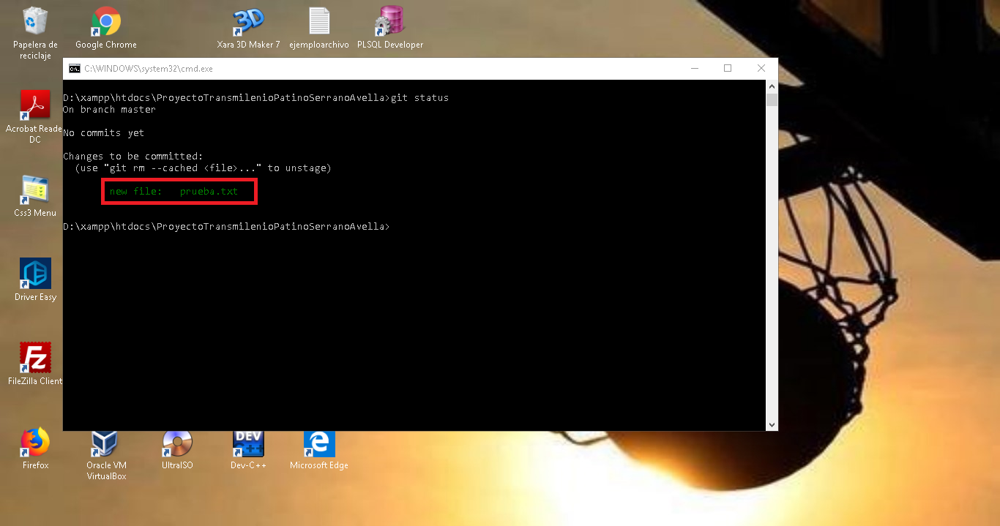 Papelera de
reciclaje
Google Chrome
Xara 3D Maker 7
ejemploarchivo
PLSQL Developer
C:\WINDOWS\system32\cmd.exe
D:\xampp\htdocs\ProyectoTransmilenioPatinoSerranoAvella>git status
On branch master
No commits yet
Changes to be committed:
(use "git rm --cached <file>..." to unstage)
new file: prueba.txt
D:\xampp\htdocs\ProyectoTransmilenioPatinoSerranoAvella>
Acrobat Reade
DC
Css3 Menu
Driver Easy
FileZilla Client
Firefox
Oracle VM
VirtualBox
UltraISO
DEV
C++
Dev-C++
Microsoft Edge